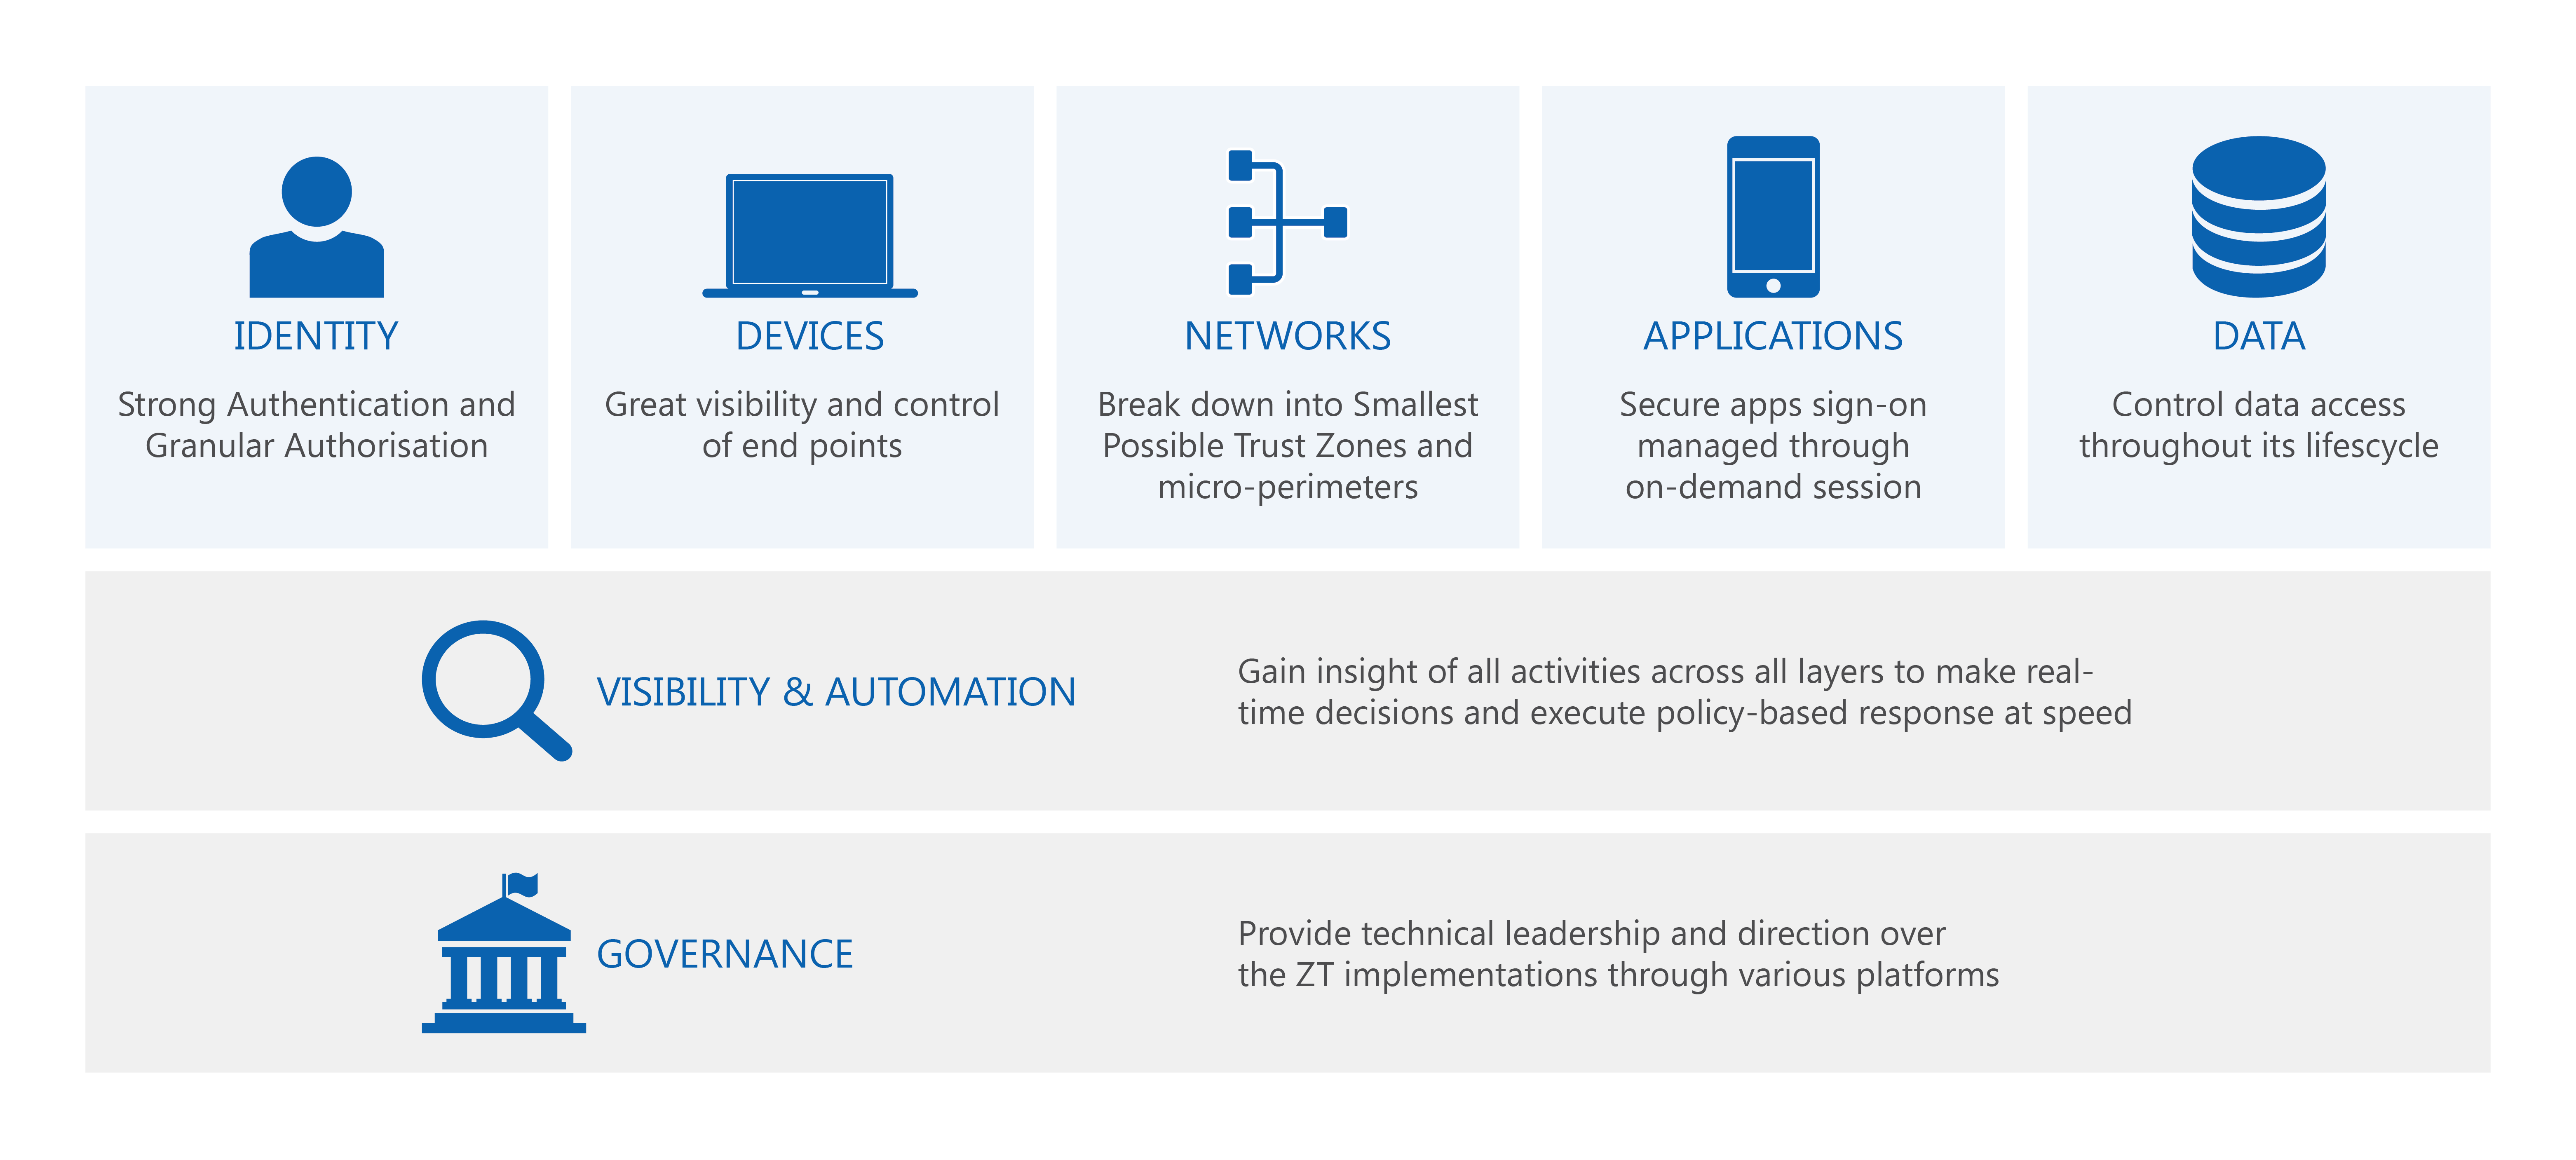 IDENTITY
Strong Authentication and
Granular Authorisation
DEVICES
Great visibility and control
of end points
NETWORKS
Break down into Smallest
Possible Trust Zones and
micro-perimeters
APPLICATIONS
Secure apps sign-on
managed through
on-demand session
DATA
Control data access
throughout its lifescycle
VISIBILITY & AUTOMATION
Gain insight of all activities across all layers to make real-
time decisions and execute policy-based response at speed
GOVERNANCE
Provide technical leadership and direction over
the ZT implementations through various platforms